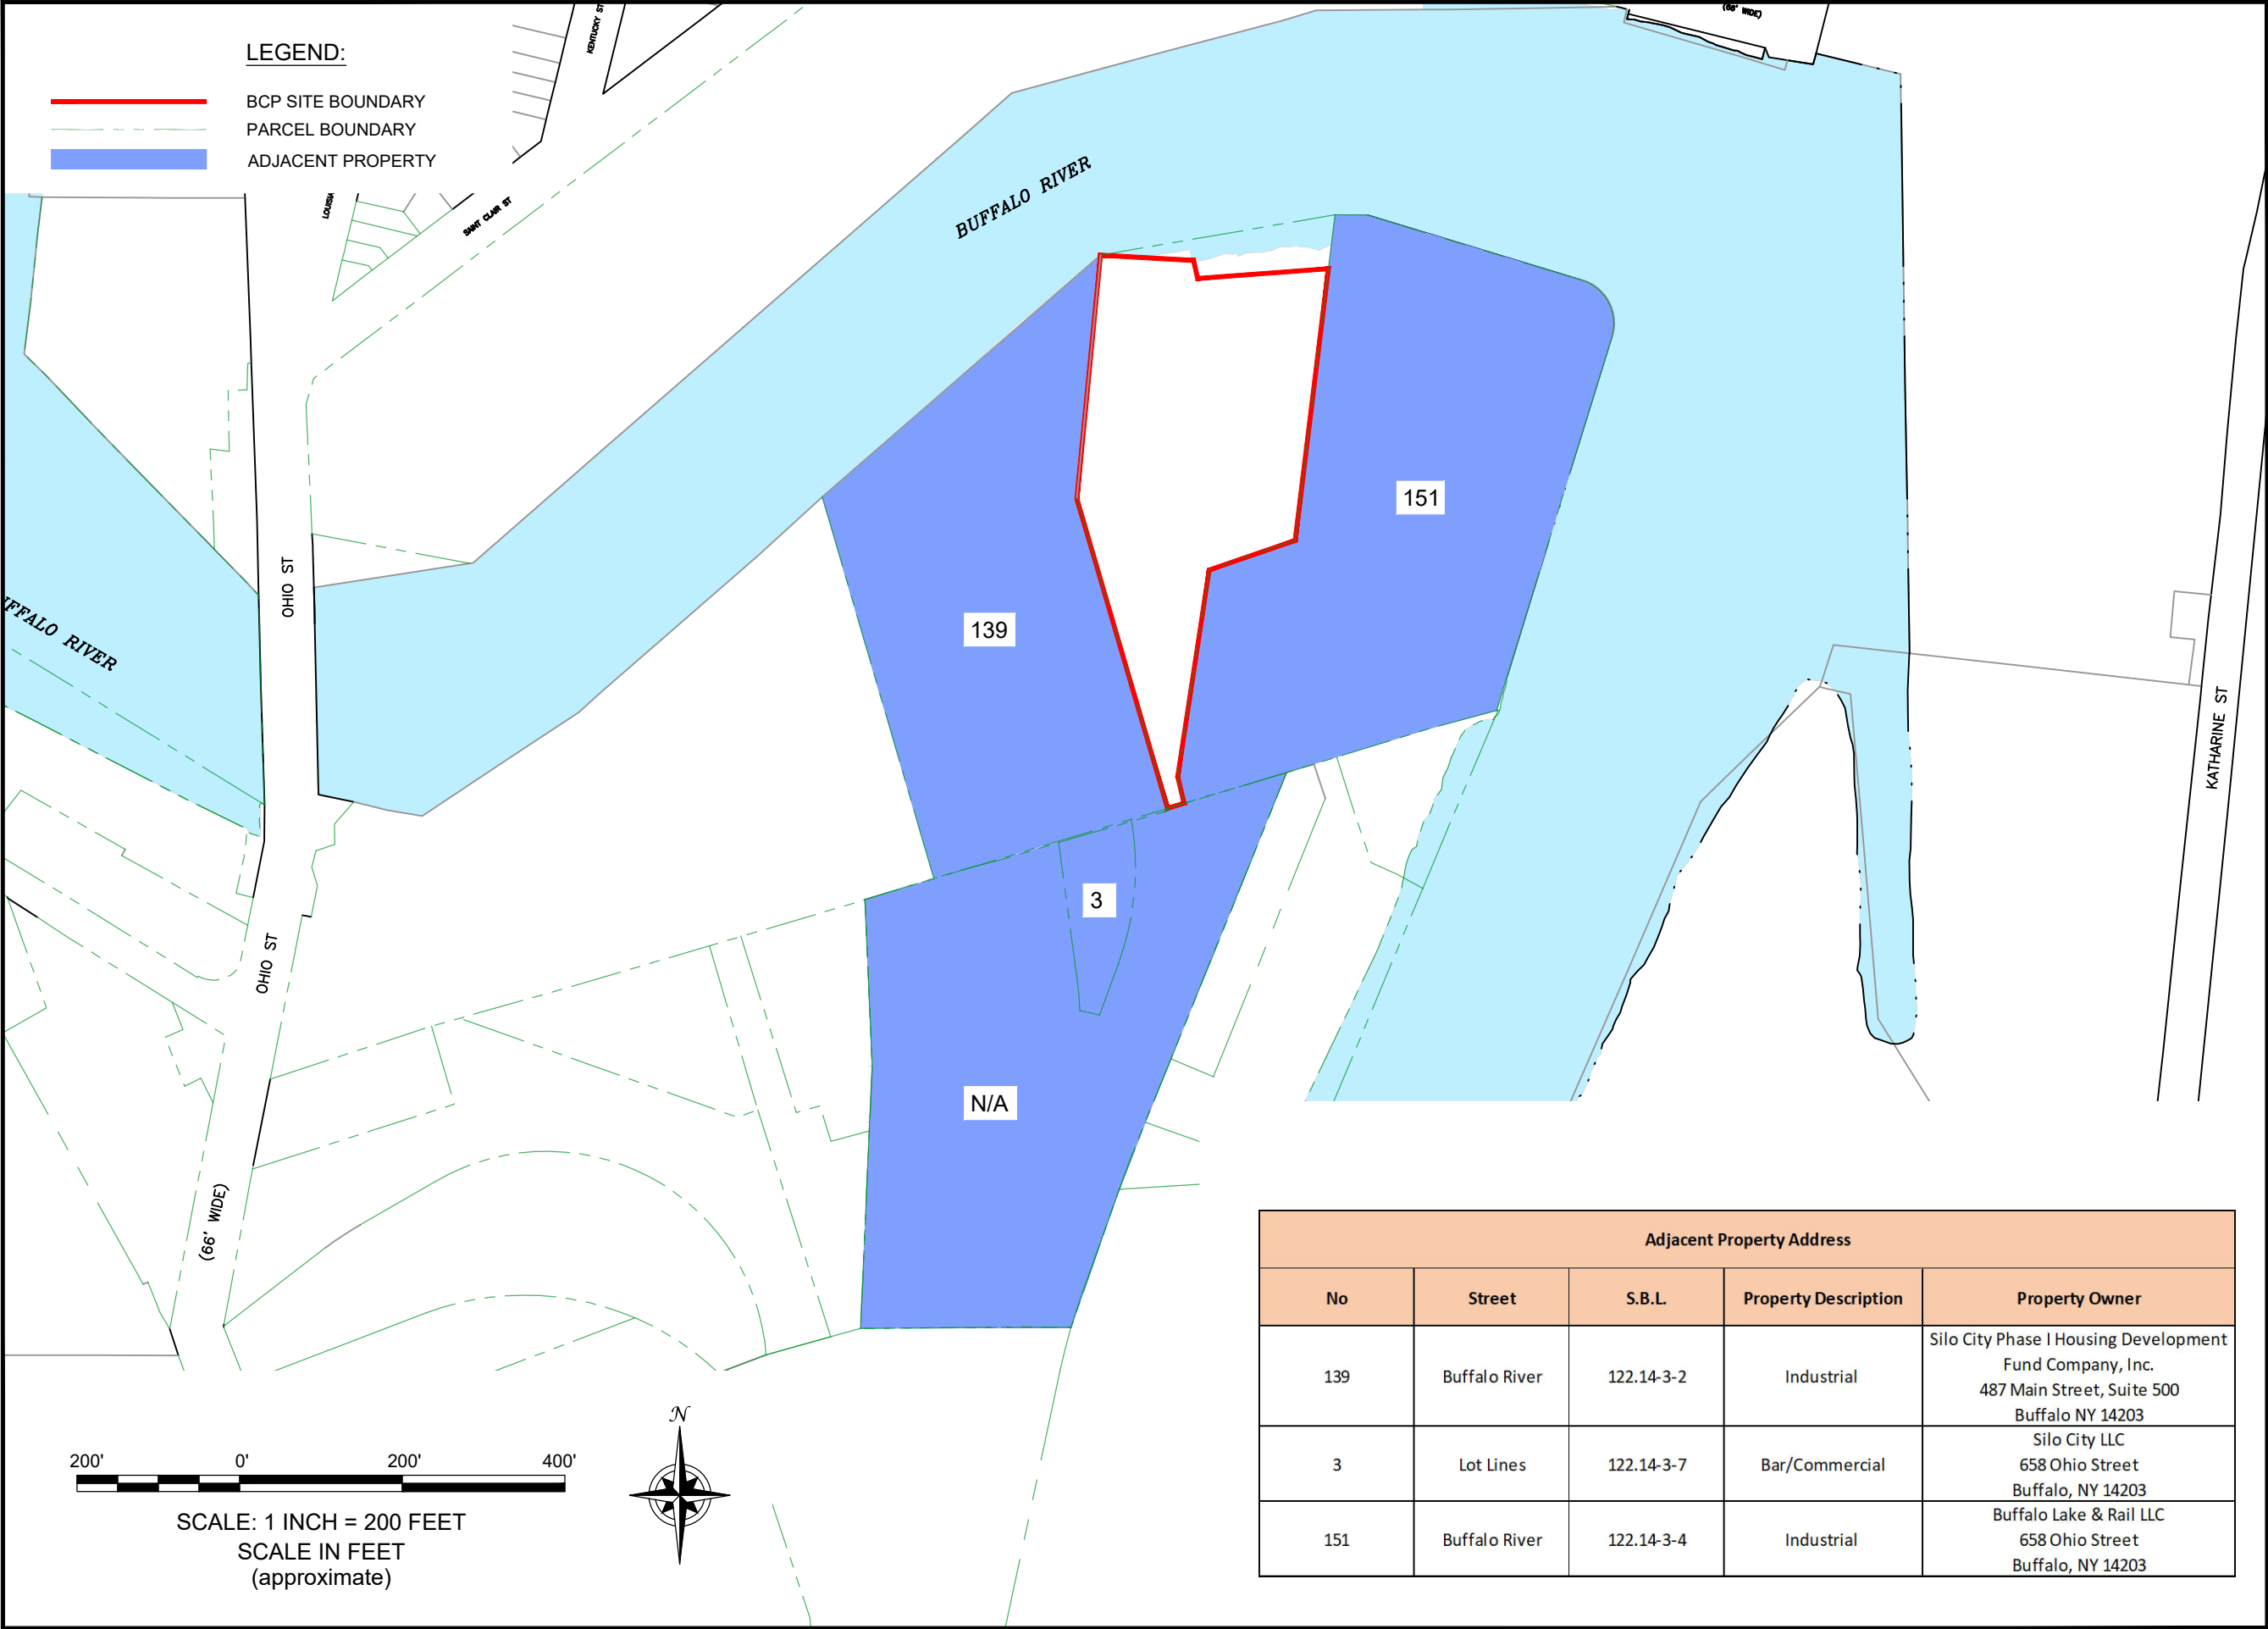 LEGEND:
BCP SITE BOUNDARY
PARCEL BOUNDARY
ADJACENT PROPERTY
KENTUCKY ST
(66' WIDE)
SAINT CLAIR ST
BUFFALO RIVER
151
OHIO ST
139
RIVER
KATHARINE ST
3
OHIO ST
N/A
(66' WIDE)
Adjacent Property Address
No Street S.B.L. Property Description Property Owner
139 Buffalo River 122.14-3-2 Industrial Silo City Phase I Housing Development
Fund Company, Inc.
487 Main Street, Suite 500
Buffalo NY 14203
3 Lot Lines 122.14-3-7 Bar/Commercial Silo City LLC
658 Ohio Street
Buffalo, NY 14203
151 Buffalo River 122.14-3-4 Industrial Buffalo Lake & Rail LLC
658 Ohio Street
Buffalo, NY 14203
N
200' 0' 200' 400'
SCALE: 1 INCH = 200 FEET
SCALE IN FEET
(approximate)